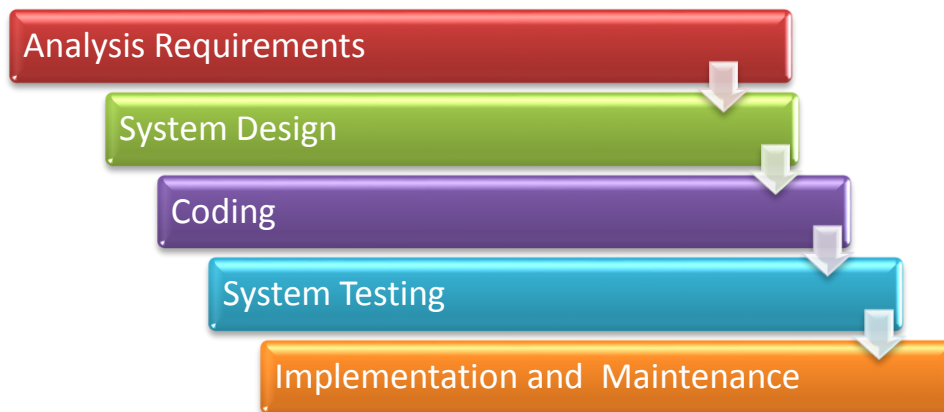 Analysis Requirements
System Design
Coding
System Testing
Implementation and  Maintenance